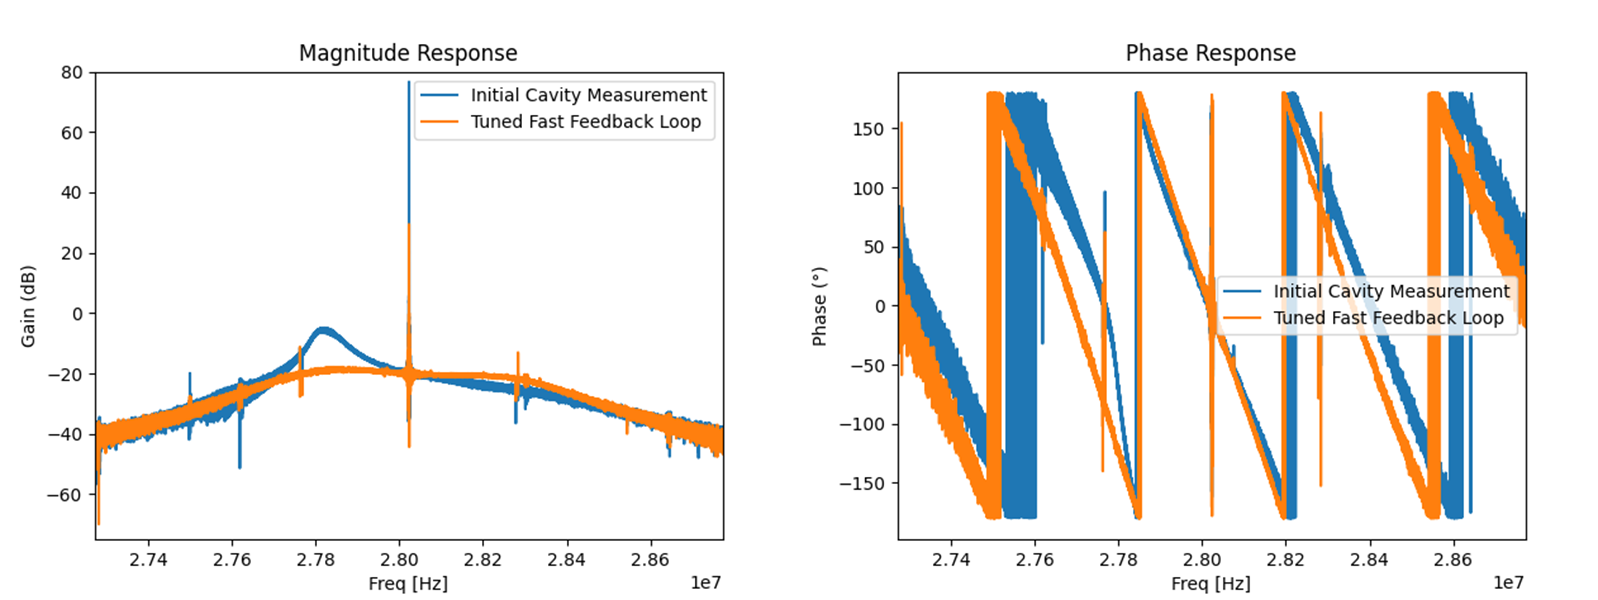 Magnitude Response
80
60
40
20
0
−20
−40
−60
Gain (dB)
Initial Cavity Measurement
Tuned Fast Feedback Loop
2.74 2.76 2.78 2.80 2.82 2.84 2.86
Freq [Hz]
1e7
Phase Response
150
100
50
0
−50
−100
−150
Phase (°)
Initial Cavity Measurement
Tuned Fast Feedback Loop
2.74 2.76 2.78 2.80 2.82 2.84 2.86
Freq [Hz]
1e7